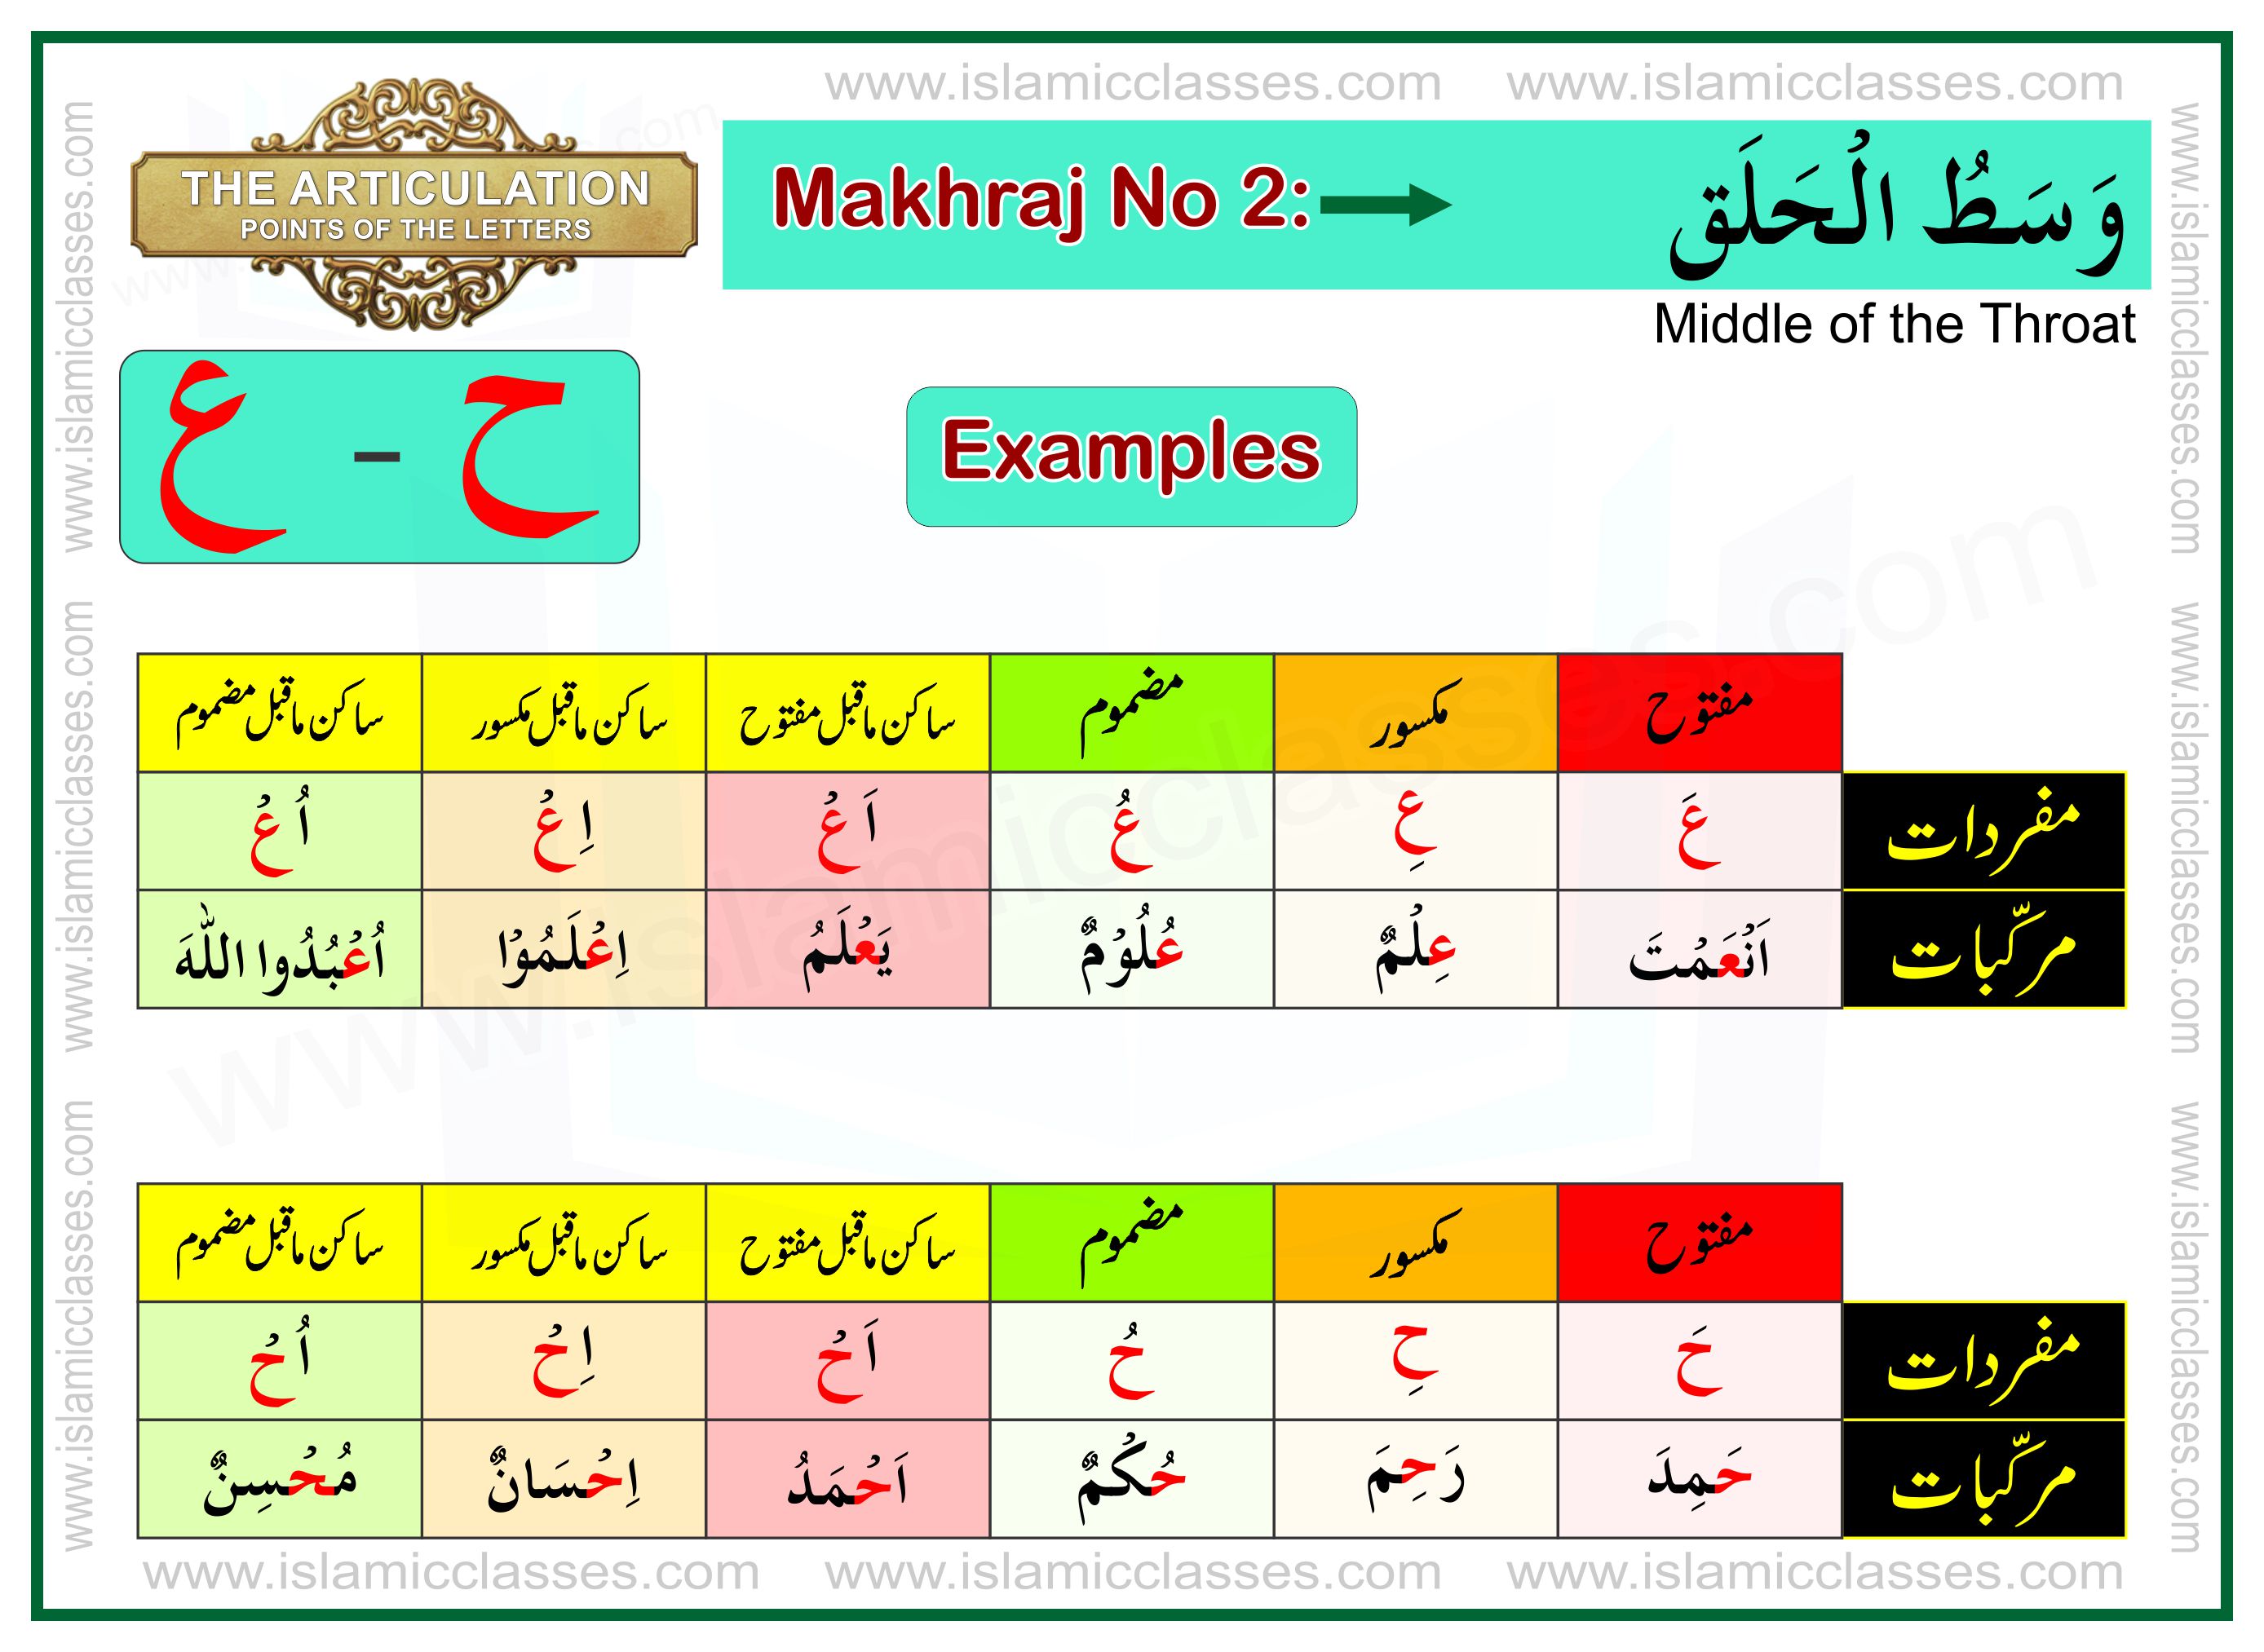 www.islamicclasses.com www.islamicclasses.com
THE ARTICULATION
POINTS OF THE LETTERS
Makhraj No 2:
وَسَطُ الْحَلَق
Middle of the Throat
ح - ع
Examples
مفتوح مکسور مضموم ساکن ماقبل مفتوح ساکن ماقبل مکسور ساکن ماقبل مضموم
مفردات عَ عِ عُ اَعْ اِعْ اُعْ
مرکّبات اَنْعَمْتَ عِلْمٌ عُلُوْمٌ يَعْلَمُ اِعْلَمُوْا اُعْبُدُوا اللّٰهَ
مفتوح مکسور مضموم ساکن ماقبل مفتوح ساکن ماقبل مکسور ساکن ماقبل مضموم
مفردات حَ حِ حُ اَحْ اِحْ اُحْ
مرکّبات حَمِدَ رَحِمَ حُكْمٌ اَحْمَدُ اِحْسَانٌ مُحْسِنٌ
www.islamicclasses.com www.islamicclasses.com www.islamicclasses.com
www.islamicclasses.com www.islamicclasses.com www.islamicclasses.com
www.islamicclasses.com www.islamicclasses.com www.islamicclasses.com
www.islamicclasses.com